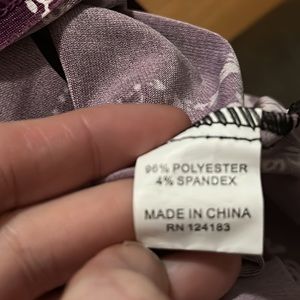 96% POLYESTER
4% SPANDEX
MADE IN CHINA
RN 124183